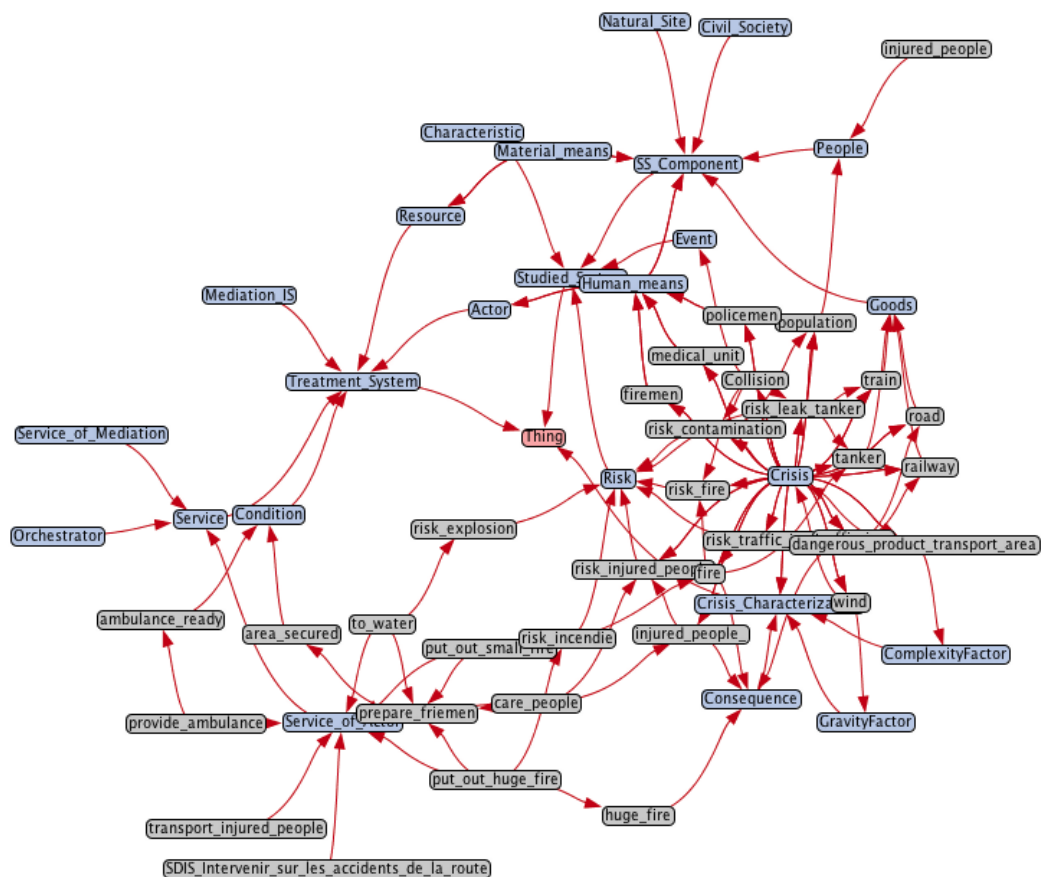 Natural_Site
Civil_Society
injured_people
Characteristic
Material_means
People
SS_Component
Resource
Event
Studied_S
Human_means
Mediation_IS
Actor
Goods
policemen
population
medical_unit
Treatment_System
Collision
train
firemen
risk_leak_tanker
road
Service_of_Mediation
Thing
risk_contamination
tanker
railway
Risk
Crisis
risk_fire
Service
Condition
risk_explosion
Orchestrator
risk_traffic_
dangerous_product_transport_area
risk_injured_peop
fire
Crisis_Characteriza
wind
ambulance_ready
area_secured
to_water
put_out_small_fire
risk_incendie
injured_people_
ComplexityFactor
care_people
Consequence
provide_ambulance
Service_of_Actor
prepare_friemen
GravityFactor
put_out_huge_fire
huge_fire
transport_injured_people
SDIS_Intervenir_sur_les_accidents_de_la_route